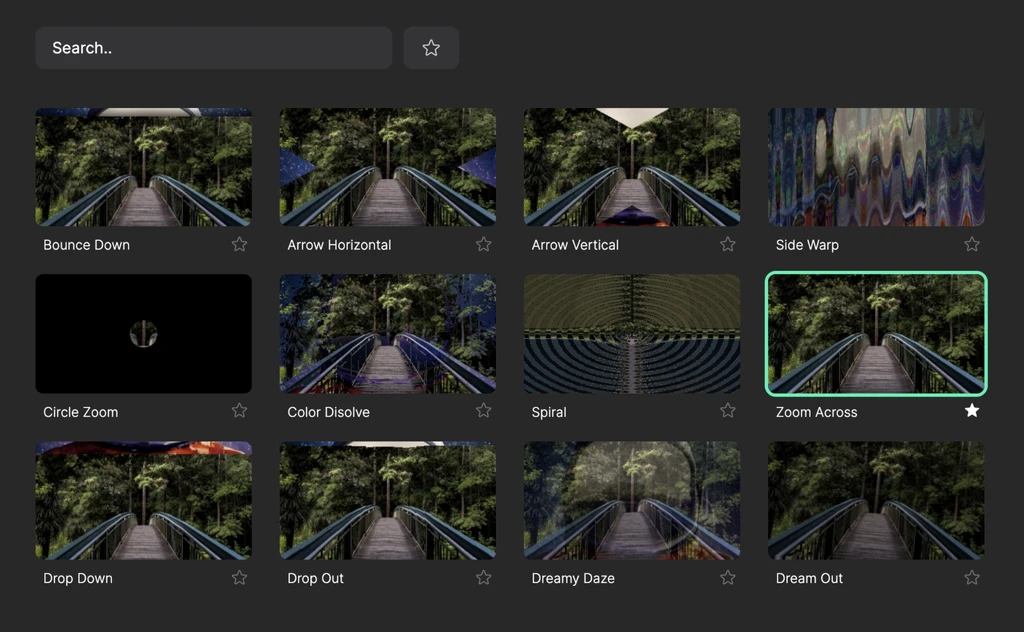 Search..
Bounce Down
Arrow Horizontal
Arrow Vertical
Side Warp
Circle Zoom
Color Disolve
Spiral
Zoom Across
Drop Down
Drop Out
Dreamy Daze
Dream Out